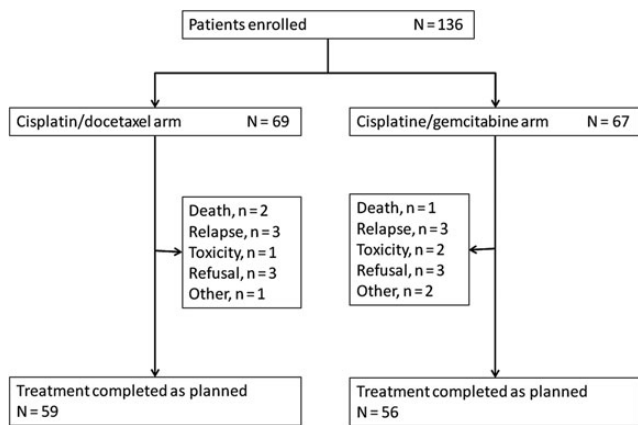 Patients enrolled N = 136
Cisplatin/docetaxel arm N = 69
Cisplatine/gemcitabine arm N = 67
Death, n = 2
Relapse, n = 3
Toxicity, n = 1
Refusal, n = 3
Other, n = 1
Death, n = 1
Relapse, n = 3
Toxicity, n = 2
Refusal, n = 3
Other, n = 2
Treatment completed as planned
N = 59
Treatment completed as planned
N = 56